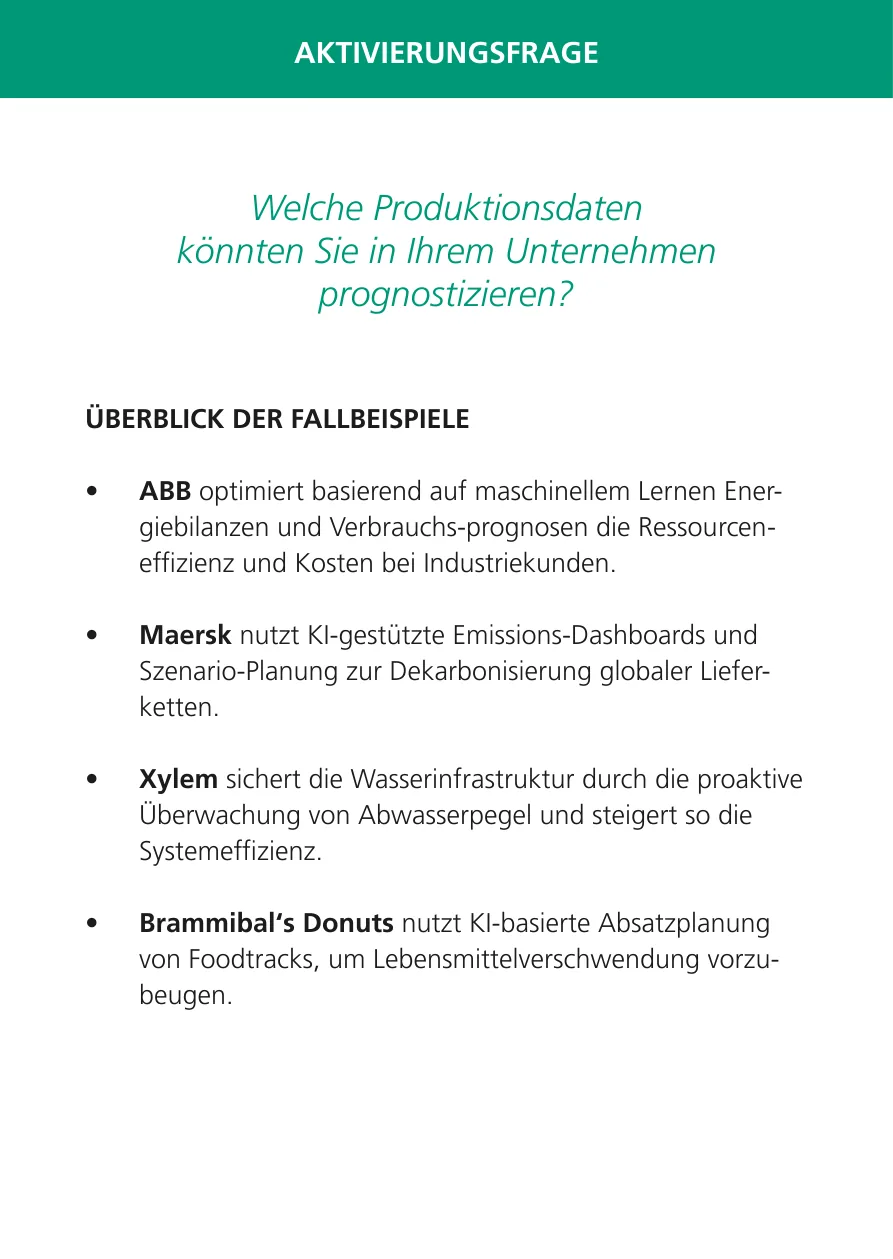 AKTIVIERUNGSFRAGE
Welche Produktionsdaten
könnten Sie in Ihrem Unternehmen
prognostizieren?
ÜBERBLICK DER FALLBEISPIELE
• ABB optimiert basierend auf maschinellem Lernen Ener-
giebilanzen und Verbrauchs-prognosen die Ressourcen-
effizienz und Kosten bei Industriekunden.
• Maersk nutzt KI-gestützte Emissions-Dashboards und
Szenario-Planung zur Dekarbonisierung globaler Liefer-
ketten.
• Xylem sichert die Wasserinfrastruktur durch die proaktive
Überwachung von Abwasserpegel und steigert so die
Systemeffizienz.
• Brammibal‘s Donuts nutzt KI-basierte Absatzplanung
von Foodtracks, um Lebensmittelverschwendung vorzu-
beugen.